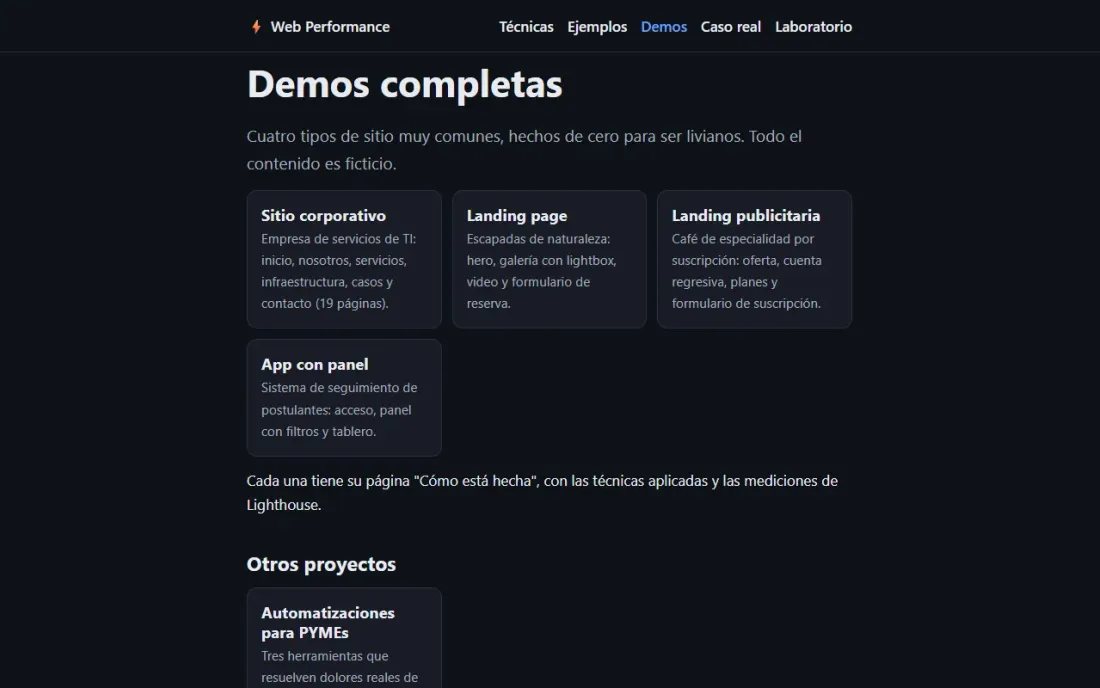 Web Performance
Técnicas Ejemplos Demos Caso real Laboratorio
Demos completas
Cuatro tipos de sitio muy comunes, hechos de cero para ser livianos. Todo el
contenido es ficticio.
Sitio corporativo
Empresa de servicios de TI:
inicio, nosotros, servicios,
infraestructura, casos y
contacto (19 páginas).
Landing page
Escapadas de naturaleza:
hero, galería con lightbox,
video y formulario de
reserva.
Landing publicitaria
Café de especialidad por
suscripción: oferta, cuenta
regresiva, planes y
formulario de suscripción.
App con panel
Sistema de seguimiento de
postulantes: acceso, panel
con filtros y tablero.
Cada una tiene su página "Cómo está hecha", con las técnicas aplicadas y las mediciones de
Lighthouse.
Otros proyectos
Automatizaciones
para PYMEs
Tres herramientas que
resuelven dolores reales de